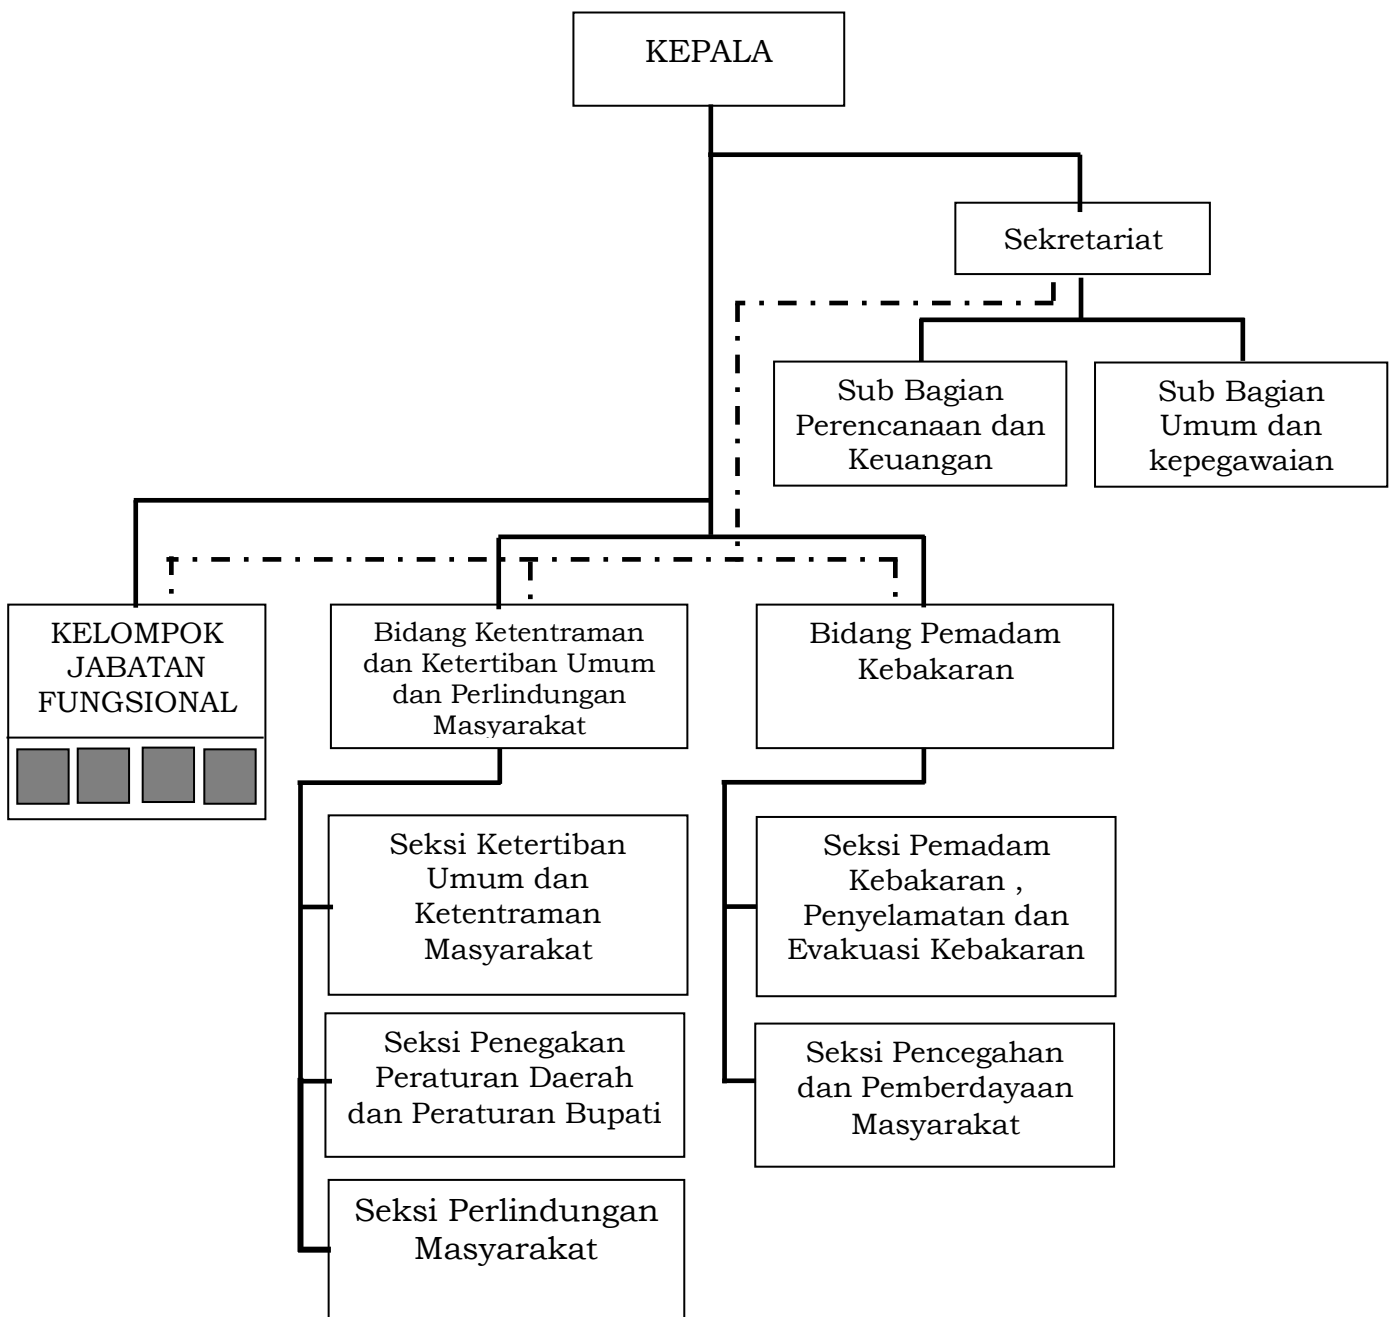 KEPALA
Sekretariat
Sub Bagian
Perencanaan dan
Keuangan
Sub Bagian
Umum dan
kepegawaian
KELOMPOK
JABATAN
FUNGSIONAL
Bidang Ketentraman
dan Ketertiban Umum
dan Perlindungan
Masyarakat
Bidang Pemadam
Kebakaran
Seksi Ketertiban
Umum dan
Ketentraman
Masyarakat
Seksi Penegakan
Peraturan Daerah
dan Peraturan Bupati
Seksi Perlindungan
Masyarakat
Seksi Pemadam
Kebakaran ,
Penyelamatan dan
Evakuasi Kebakaran
Seksi Pencegahan
dan Pemberdayaan
Masyarakat